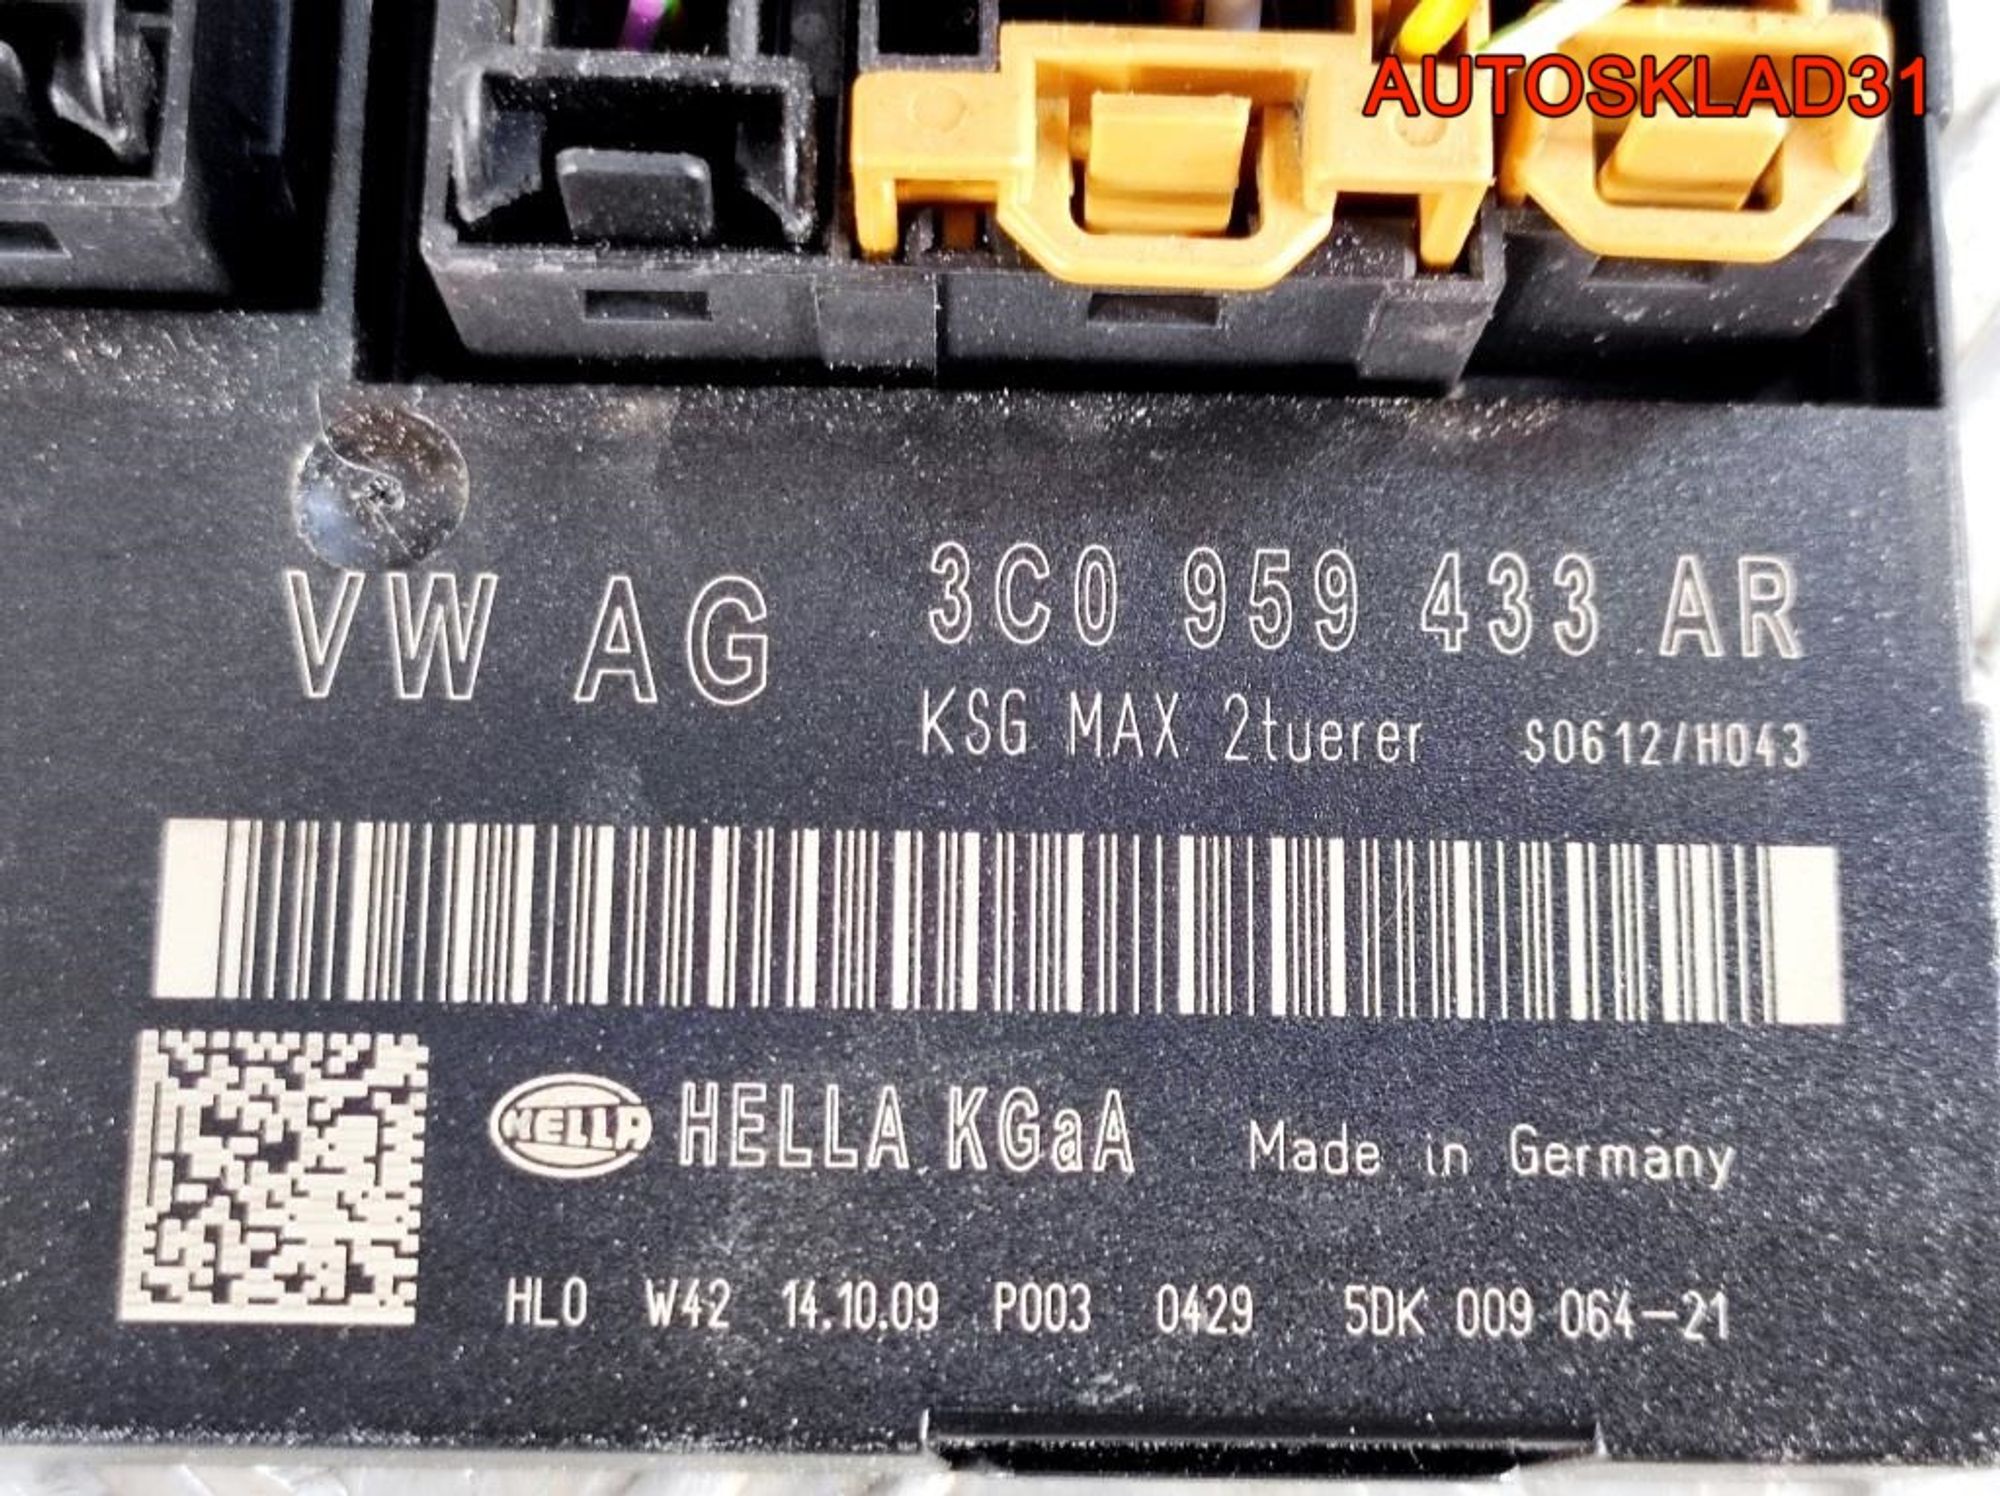 AUTOSKLAD31
VW AG 3C0 959 433 AR
KSG MAX 2tuerer S0612/H043
HELLA HELLA KGaA Made in Germany
HLO W42 14.10.09 P003 0429 5DK 009 064-21